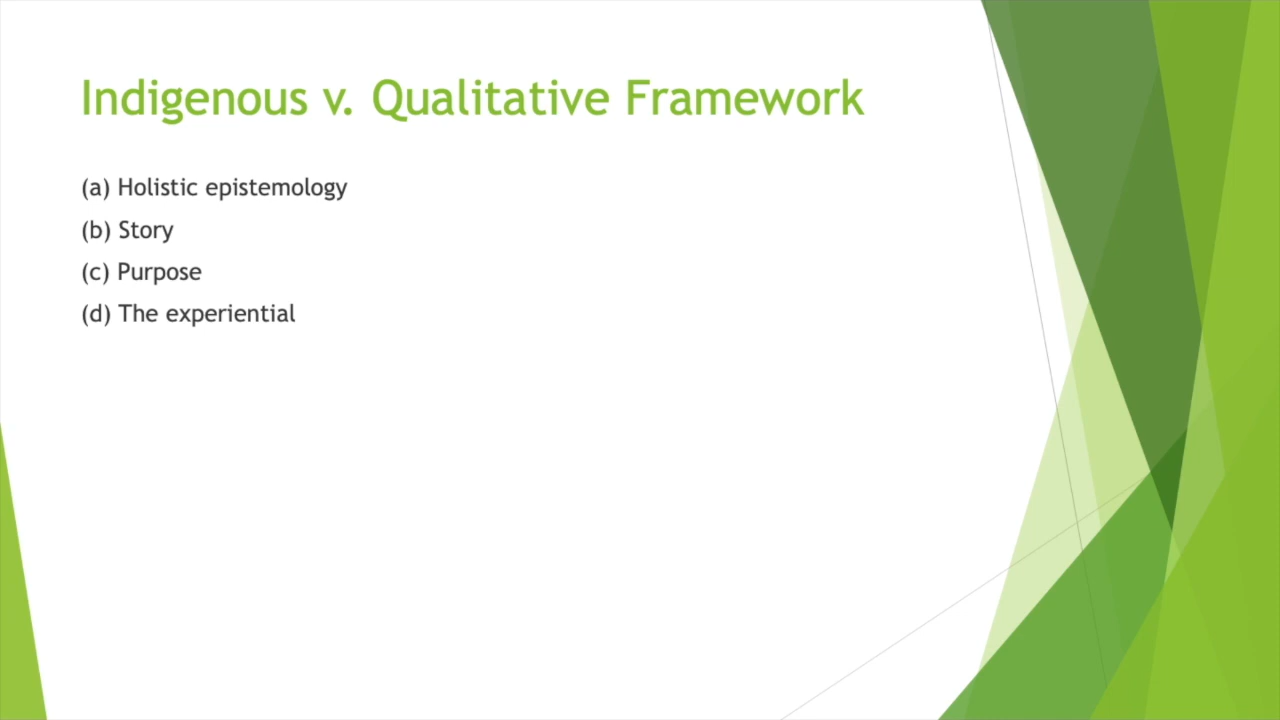 Indigenous v. Qualitative Framework
(a) Holistic epistemology
(b) Story
(c) Purpose
(d) The experiential